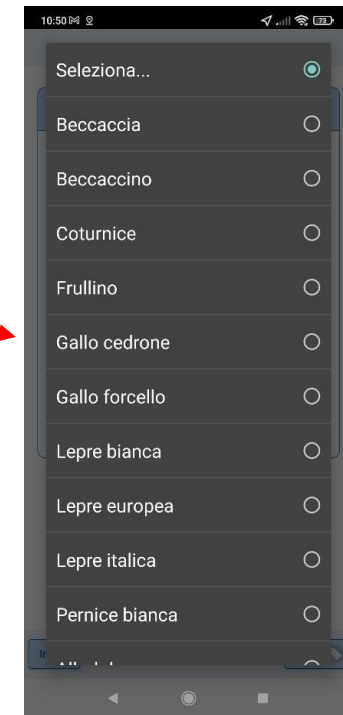 10:50
73
Seleziona...
Beccaccia
Beccaccino
Coturnice
Frullino
Gallo cedrone
Gallo forcello
Lepre bianca
Lepre europea
Lepre italica
Pernice bianca